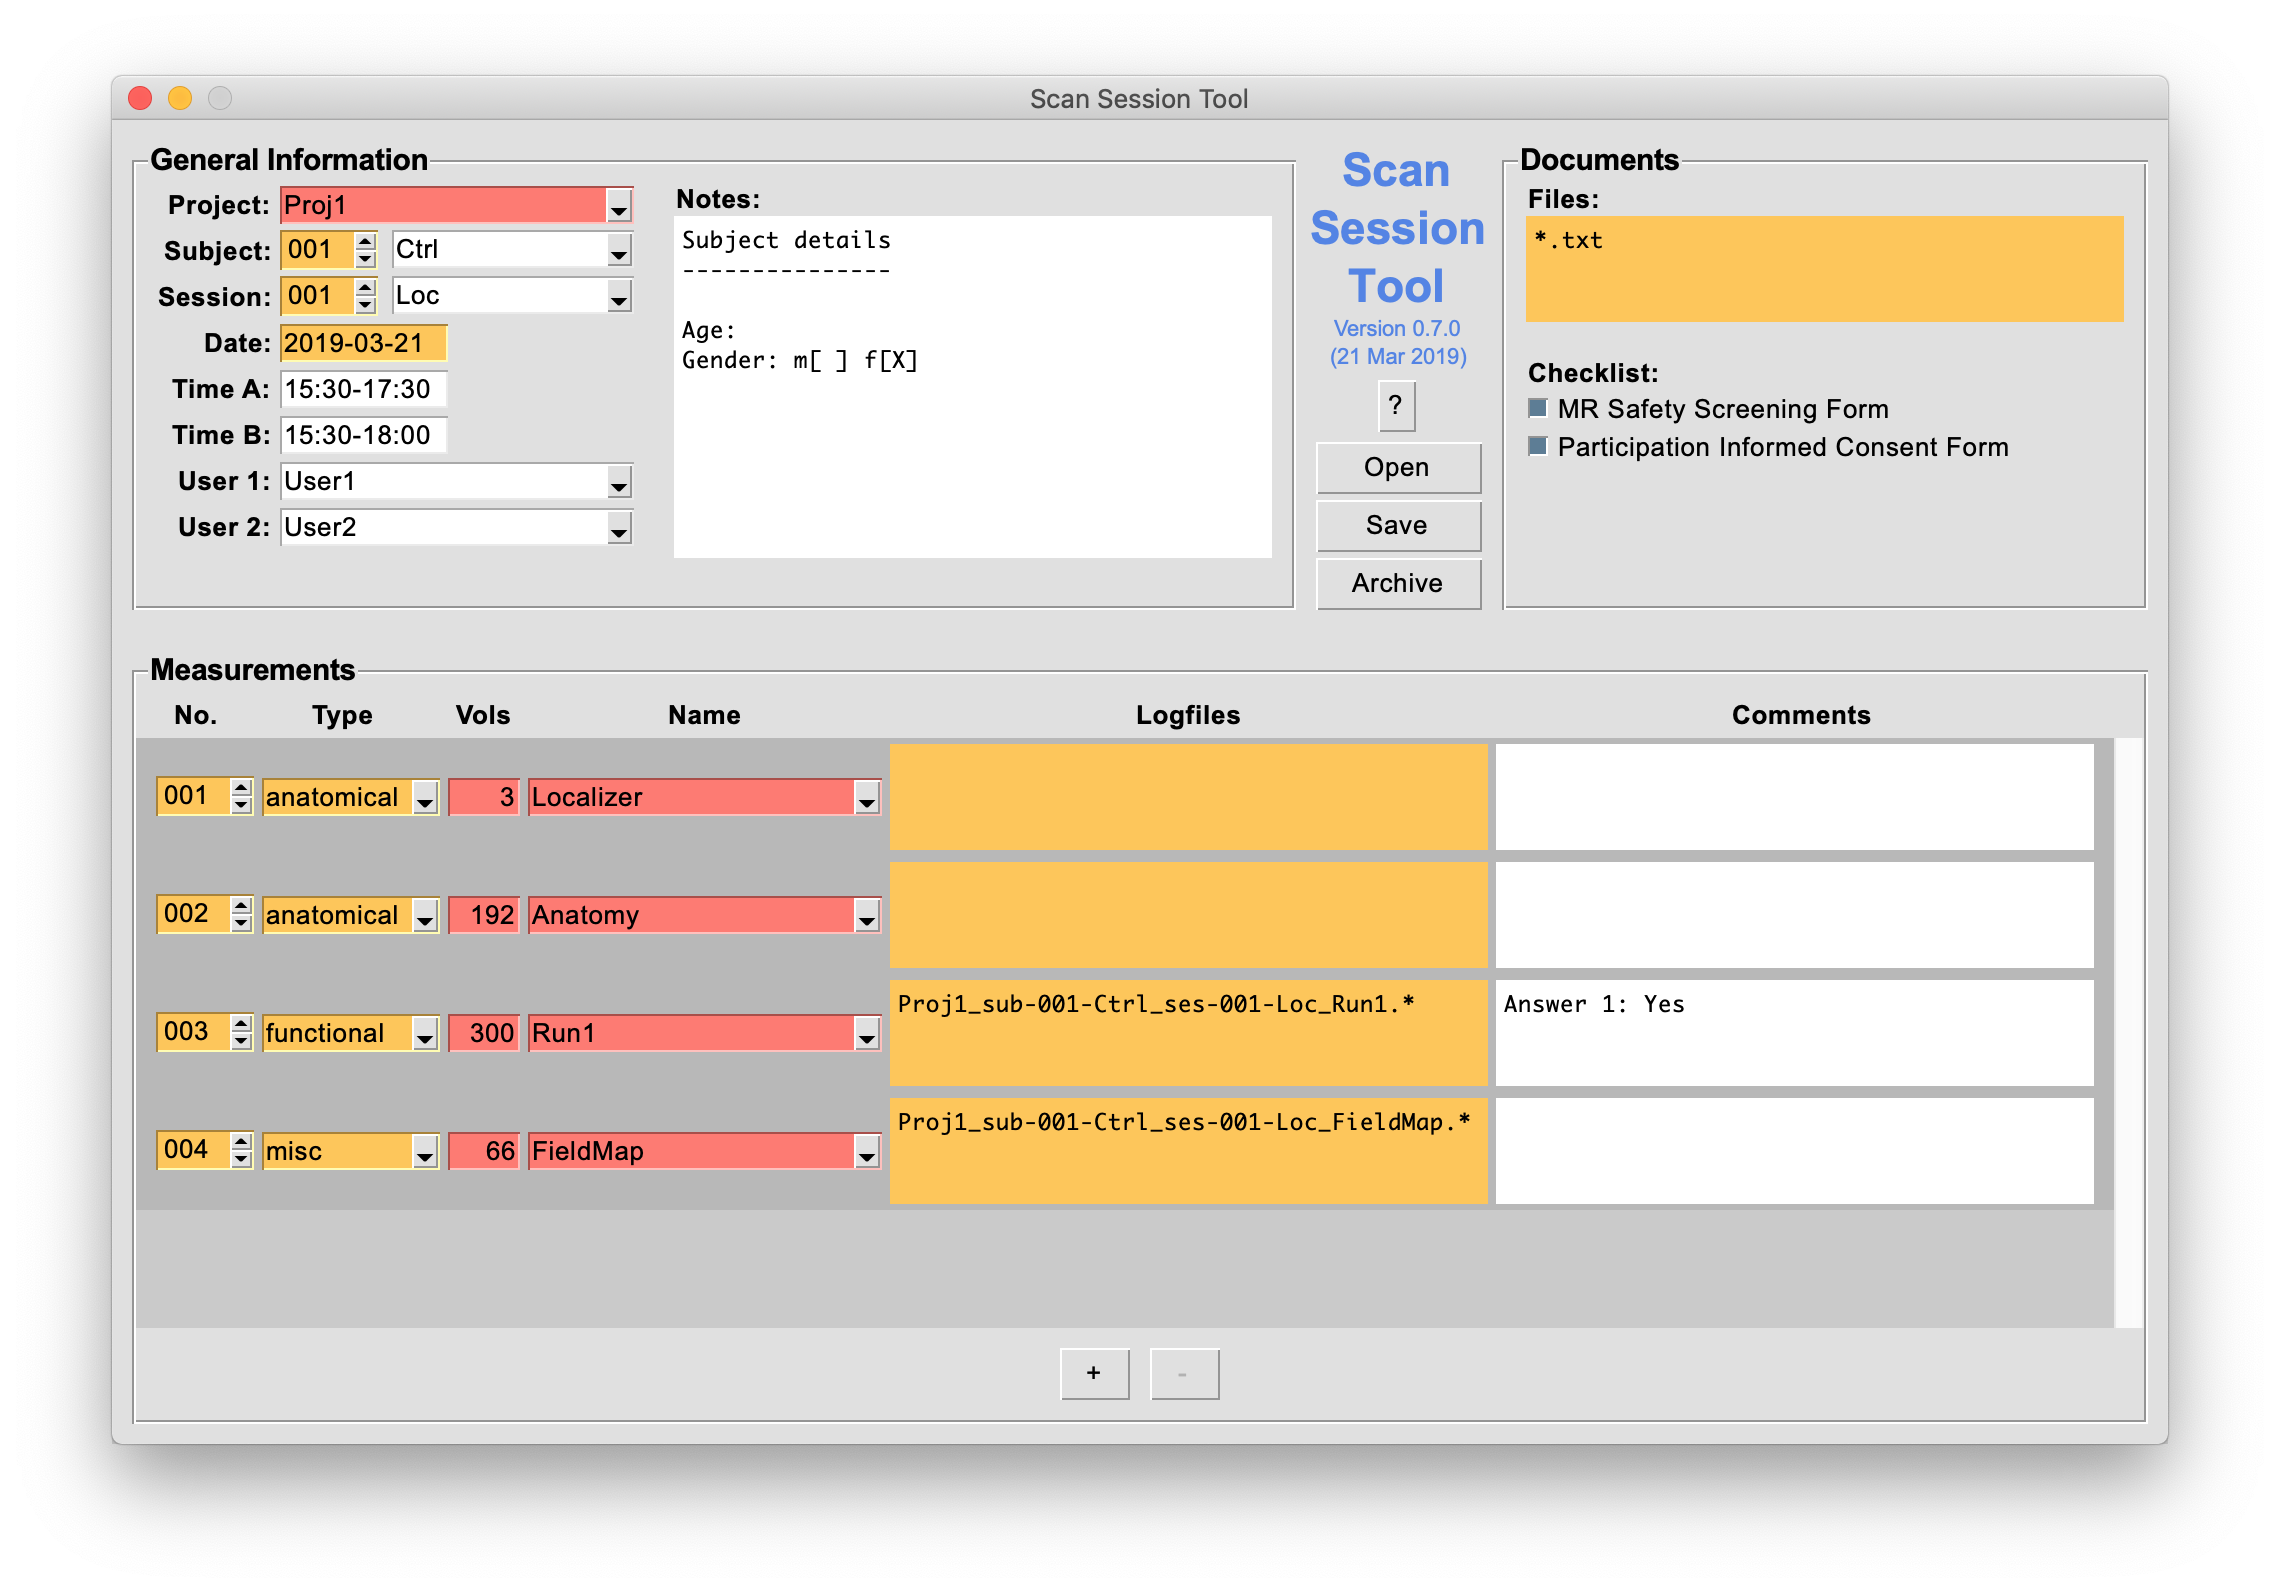 Scan Session Tool
General Information
Project: Proj1
Subject: 001 Ctrl
Session: 001 Loc
Date: 2019-03-21
Time A: 15:30-17:30
Time B: 15:30-18:00
User 1: User1
User 2: User2
Notes:
Subject details
---------------
Age:
Gender: m[ ] f[X]
Scan
Session
Tool
Version 0.7.0
(21 Mar 2019)
?
Open
Save
Archive
Documents
Files:
*.txt
Checklist:
MR Safety Screening Form
Participation Informed Consent Form
Measurements
No. Type Vols Name Logfiles Comments
001 anatomical 3 Localizer
002 anatomical 192 Anatomy
003 functional 300 Run1 Proj1_sub-001-Ctrl_ses-001-Loc_Run1.* Answer 1: Yes
004 misc 66 FieldMap Proj1_sub-001-Ctrl_ses-001-Loc_FieldMap.*
+ -